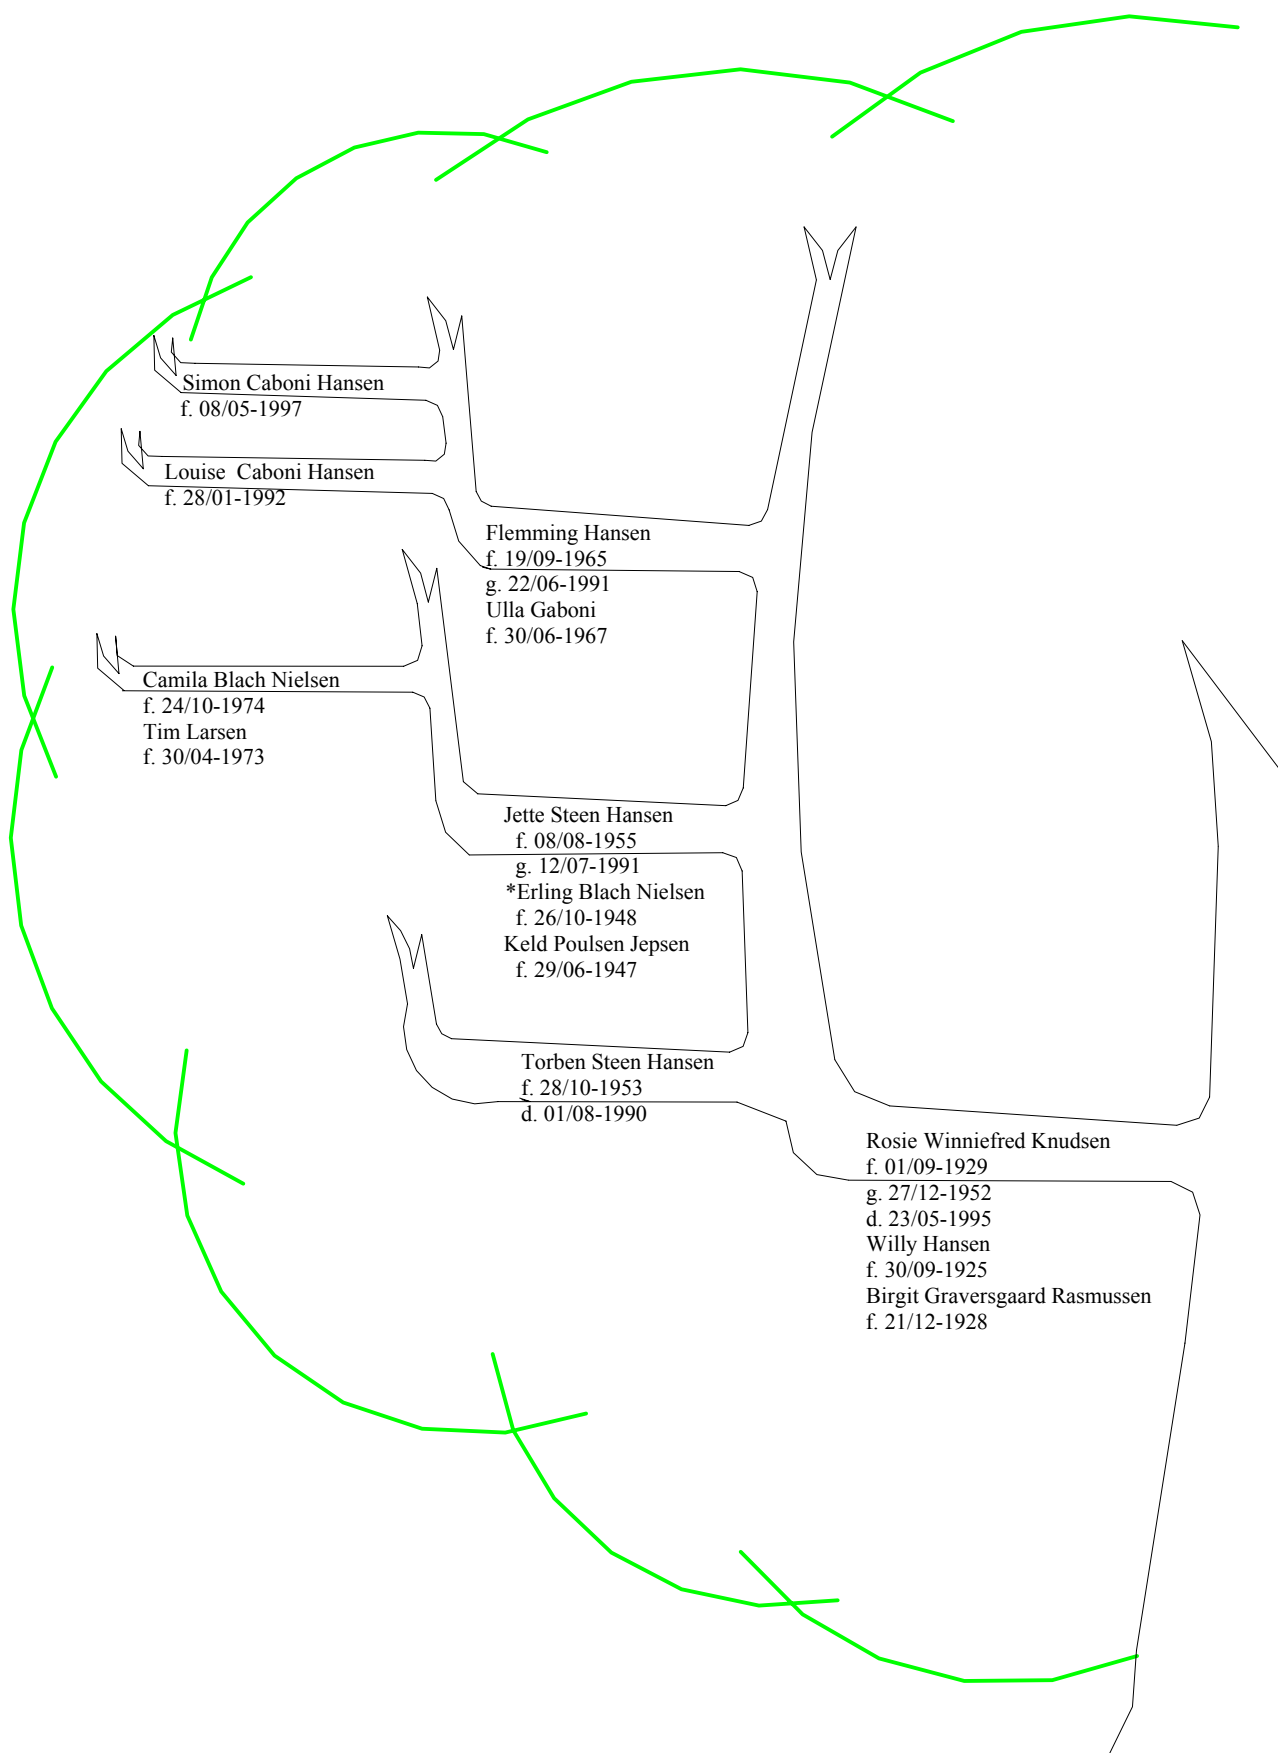 Simon Caboni Hansen
f. 08/05-1997
Louise  Caboni Hansen
f. 28/01-1992
Flemming Hansen
f. 19/09-1965
g. 22/06-1991
Ulla Gaboni
f. 30/06-1967
Camila Blach Nielsen
f. 24/10-1974
Tim Larsen
f. 30/04-1973
Jette Steen Hansen
f. 08/08-1955
g. 12/07-1991
*Erling Blach Nielsen
f. 26/10-1948
Keld Poulsen Jepsen
f. 29/06-1947
Torben Steen Hansen
f. 28/10-1953
d. 01/08-1990
Rosie Winniefred Knudsen
f. 01/09-1929
g. 27/12-1952
d. 23/05-1995
Willy Hansen
f. 30/09-1925
Birgit Graversgaard Rasmussen
f. 21/12-1928